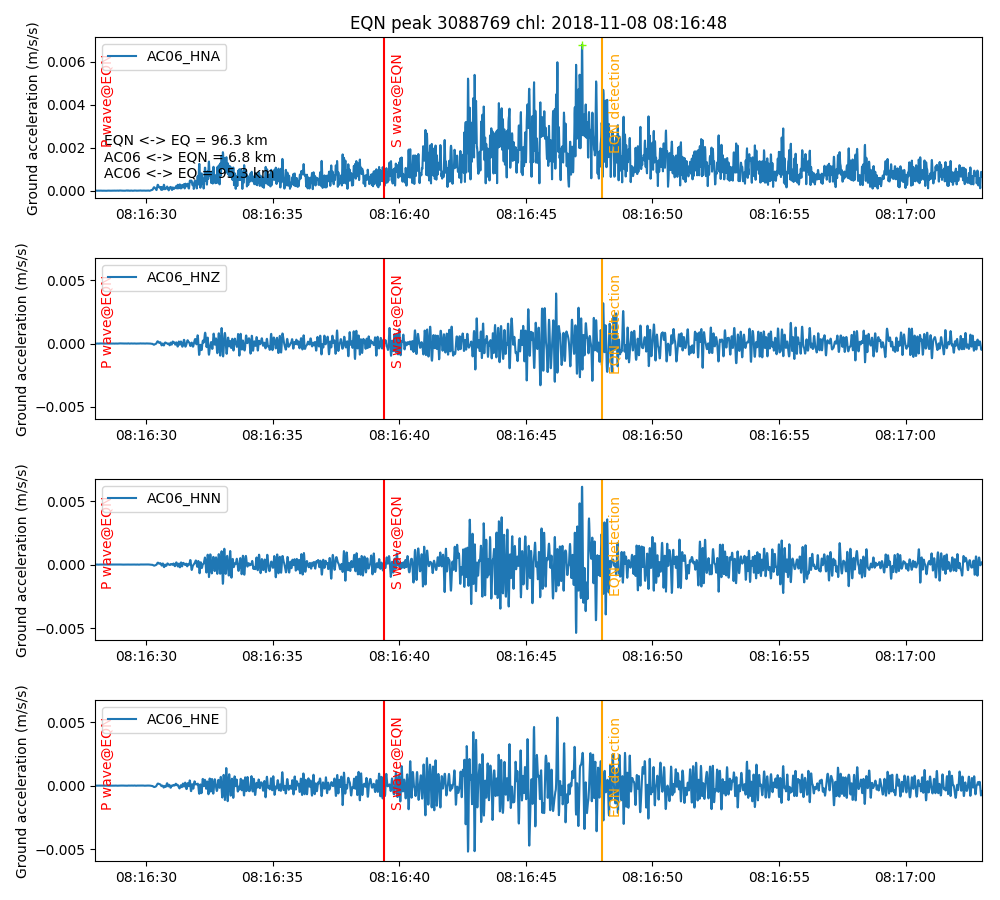 EQN peak 3088769 chl: 2018-11-08 08:16:48
Ground acceleration (m/s/s)
0.006
0.004
0.002
0.000
AC06_HNA
P wave@EQN
S wave@EQN
EQN detection
EQN <-> EQ = 96.3 km
AC06 <-> EQN = 6.8 km
AC06 <-> EQ = 95.3 km
08:16:30 08:16:35 08:16:40 08:16:45 08:16:50 08:16:55 08:17:00
Ground acceleration (m/s/s)
0.005
0.000
−0.005
AC06_HNZ
P wave@EQN
S wave@EQN
EQN detection
08:16:30 08:16:35 08:16:40 08:16:45 08:16:50 08:16:55 08:17:00
Ground acceleration (m/s/s)
0.005
0.000
−0.005
AC06_HNN
P wave@EQN
S wave@EQN
EQN detection
08:16:30 08:16:35 08:16:40 08:16:45 08:16:50 08:16:55 08:17:00
Ground acceleration (m/s/s)
0.005
0.000
−0.005
AC06_HNE
P wave@EQN
S wave@EQN
EQN detection
08:16:30 08:16:35 08:16:40 08:16:45 08:16:50 08:16:55 08:17:00